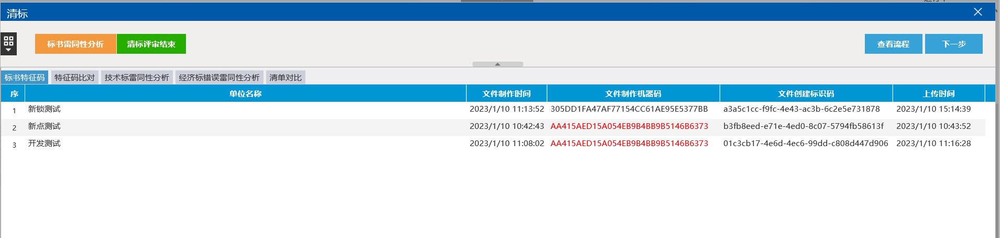 清标
标书雷同性分析 清标评审结束 查看流程 下一步
标书特征码 特征码比对 技术标雷同性分析 经济标错误雷同性分析 清单对比
序 单位名称 文件制作时间 文件制作机器码 文件创建标识码 上传时间
1 新锁测试 2023/1/10 11:13:52 305DD1FA47AF77154CC61AE95E5377BB a3a5c1cc-f9fc-4e43-ac3b-6c2e5e731878 2023/1/10 15:14:39
2 新点测试 2023/1/10 10:42:43 AA415AED15A054EB9B4BB9B5146B6373 b3fb8eed-e71e-4ed0-8c07-5794fb58613f 2023/1/10 10:43:52
3 开发测试 2023/1/10 11:08:02 AA415AED15A054EB9B4BB9B5146B6373 01c3cb17-4e6d-4ec6-99dd-c808d447d906 2023/1/10 11:16:28